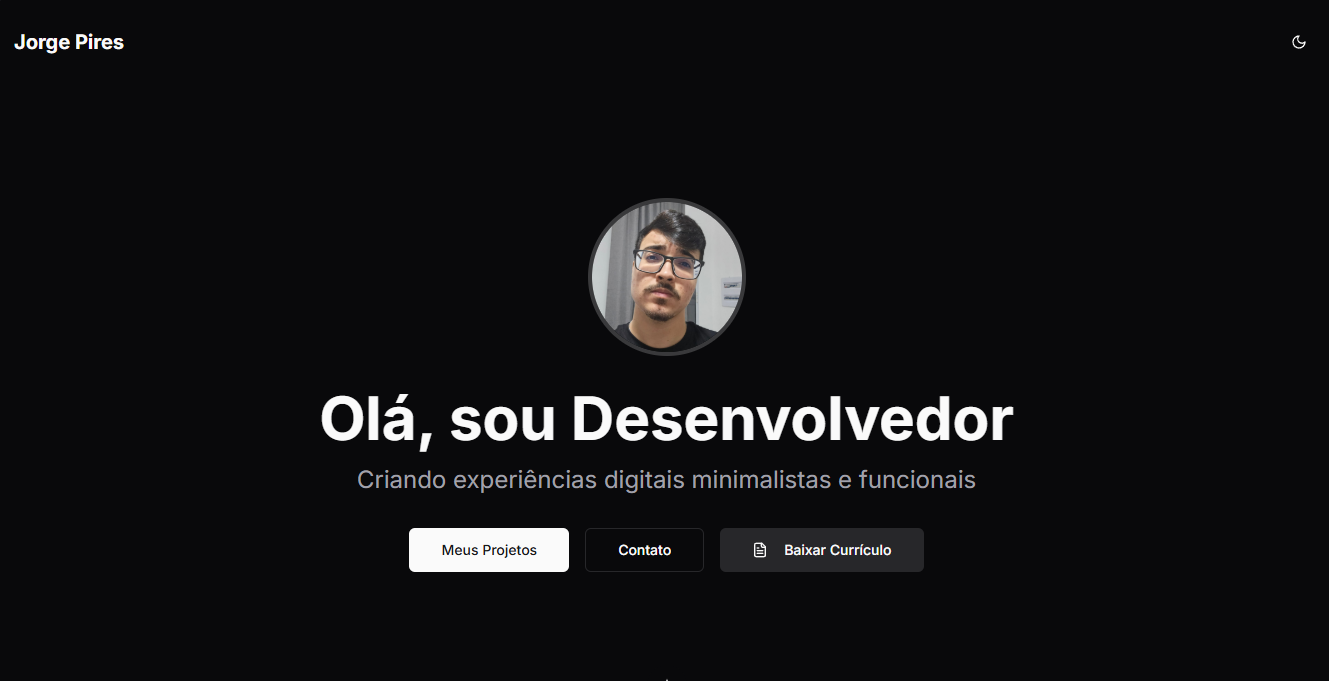 Jorge Pires
Olá, sou Desenvolvedor
Criando experiências digitais minimalistas e funcionais
Meus Projetos
Contato
Baixar Currículo